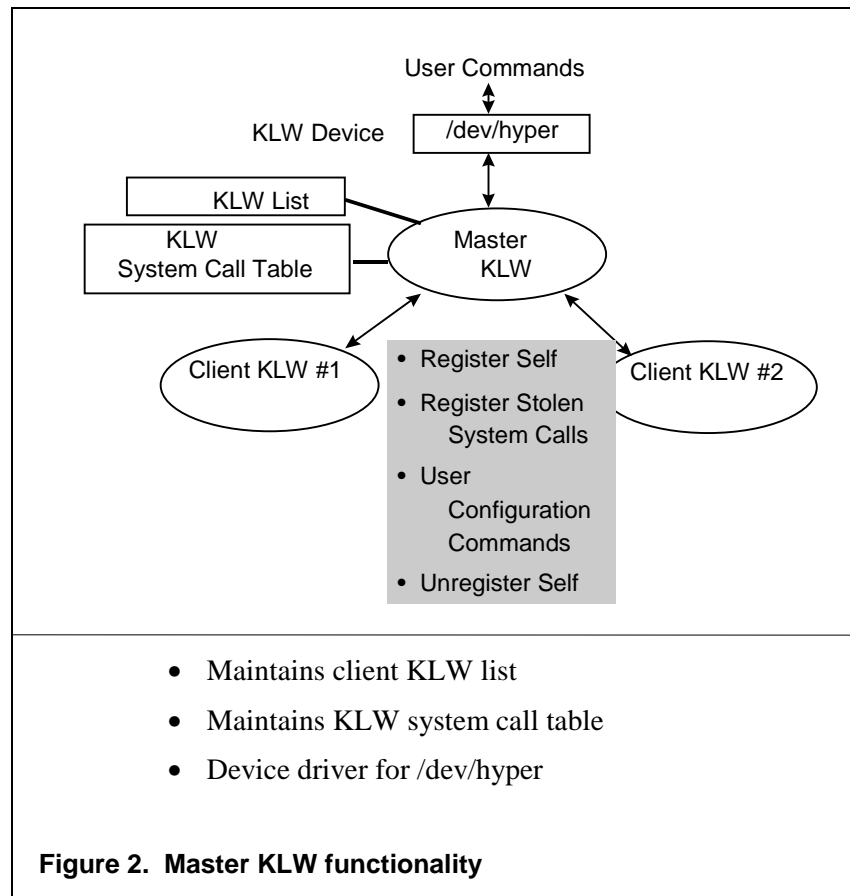 User Commands
KLW Device
/dev/hyper
KLW List
KLW
System Call Table
Master
KLW
Client KLW #1
• Register Self
• Register Stolen
System Calls
• User
Configuration
Commands
• Unregister Self
Client KLW #2
• Maintains client KLW list
• Maintains KLW system call table
• Device driver for /dev/hyper
Figure 2. Master KLW functionality